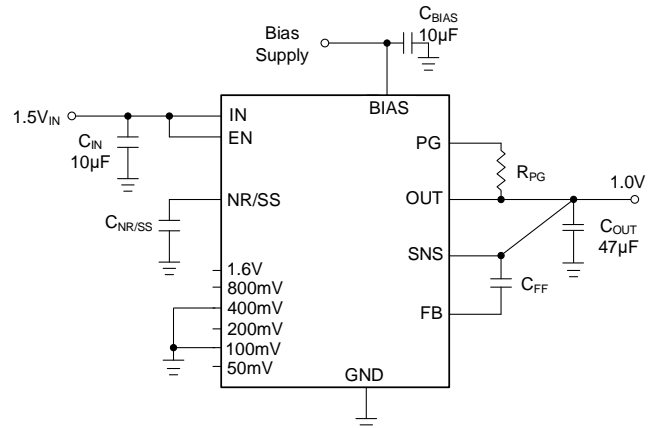 Bias
Supply
C_BIAS
10µF
BIAS
1.5V_IN
C_IN
10µF
IN
EN
NR/SS
C_NR/SS
1.6V
800mV
400mV
200mV
100mV
50mV
GND
PG
R_PG
OUT
1.0V
C_OUT
47µF
SNS
C_FF
FB